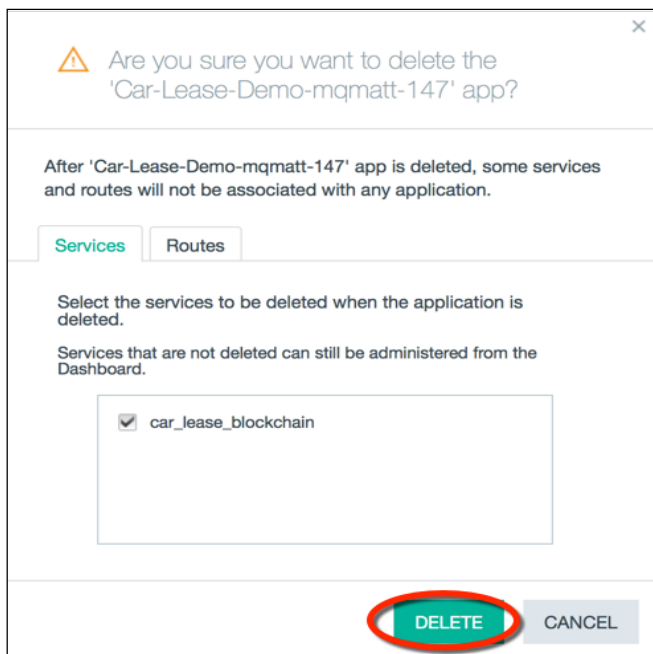 Are you sure you want to delete the
'Car-Lease-Demo-mqmatt-147' app?
After 'Car-Lease-Demo-mqmatt-147' app is deleted, some services
and routes will not be associated with any application.
Services Routes
Select the services to be deleted when the application is
deleted.
Services that are not deleted can still be administered from the
Dashboard.
car_lease_blockchain
DELETE CANCEL